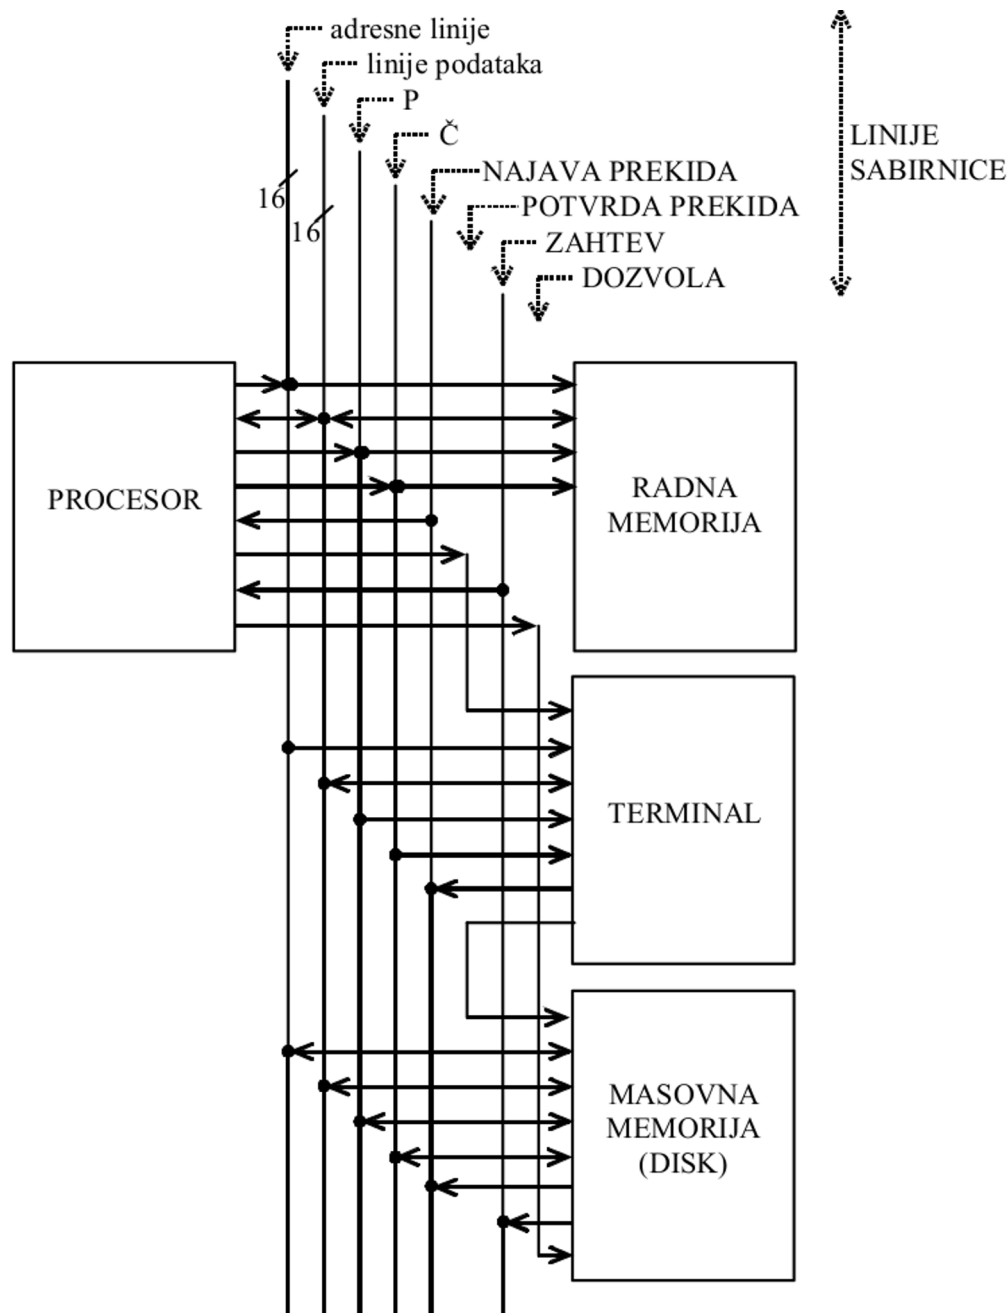 adresne linije
linije podataka
P
Č
NAJAVA PREKIDA
POTVRDA PREKIDA
ZAHTEV
DOZVOLA
LINIJE
SABIRNICE
16
16
PROCESOR
RADNA
MEMORIJA
TERMINAL
MASOVNA
MEMORIJA
(DISK)